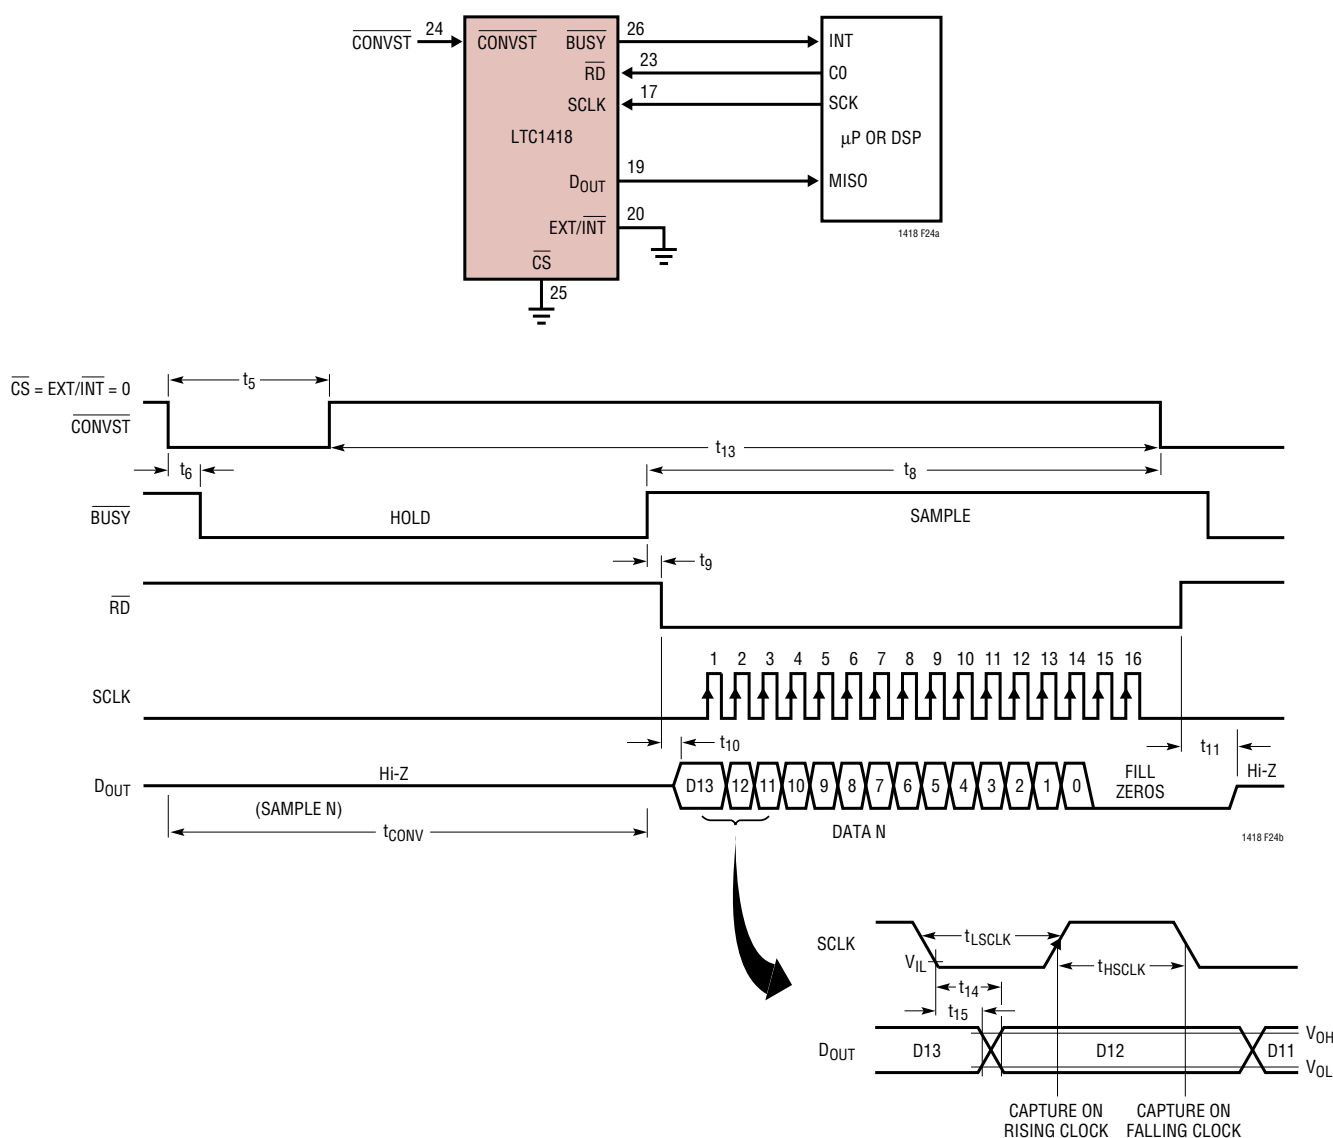 CONVST 24 CONVST BUSY 26 INT
RD 23 C0
SCLK 17 SCK
LTC1418 µP OR DSP
DOUT 19 MISO
EXT/INT 20
1418 F24a
CS
25
CS = EXT/INT = 0
t5
CONVST
t13
t6
t8
BUSY HOLD SAMPLE
t9
RD
1 2 3 4 5 6 7 8 9 10 11 12 13 14 15 16
SCLK
t10
t11
DOUT Hi-Z D13 12 11 10 9 8 7 6 5 4 3 2 1 0 FILL ZEROS Hi-Z
(SAMPLE N)
tCONV
DATA N
1418 F24b
SCLK
tLSCLK
VIL
tHSCLK
t14
t15
VOH
DOUT D13 D12 D11
VOL
CAPTURE ON RISING CLOCK
CAPTURE ON FALLING CLOCK